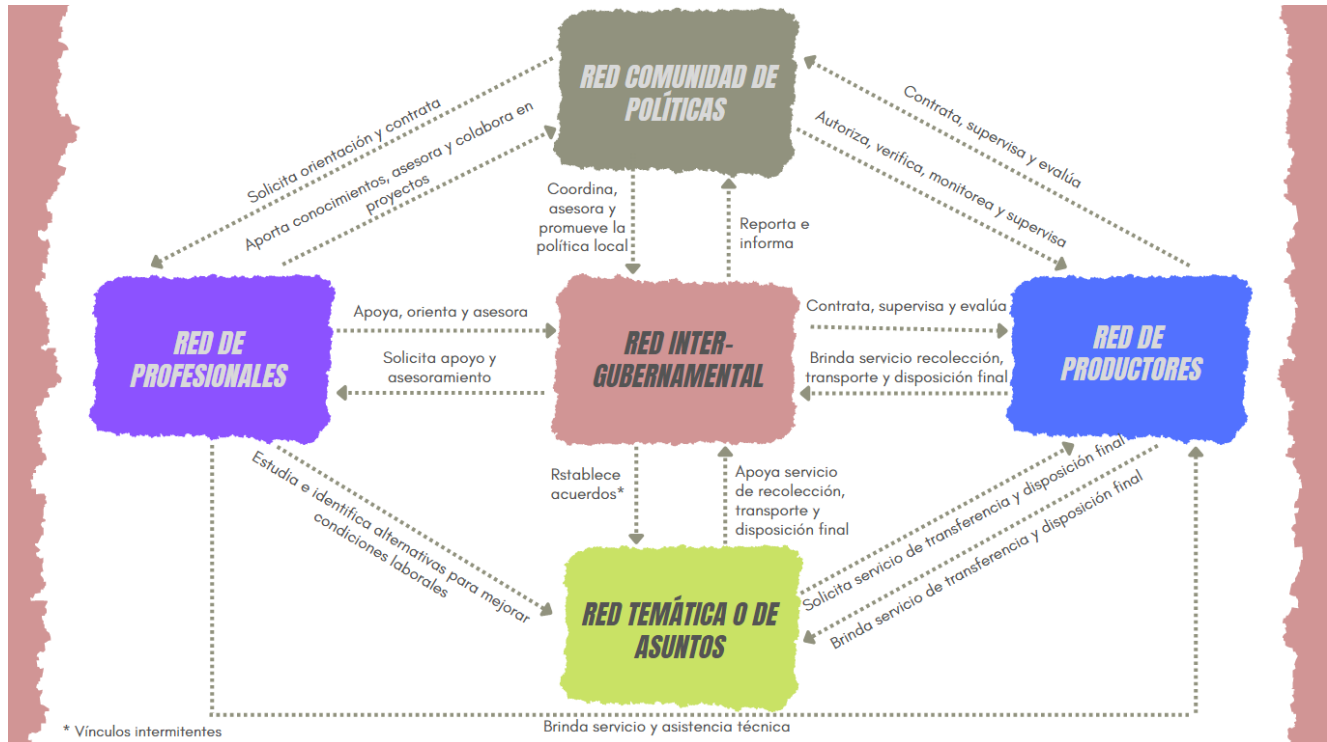 RED COMUNIDAD DE
POLÍTICAS
Solicita orientación y contrata
Aporta conocimientos, asesora y colabora en
proyectos
Contrata, supervisa y evalúa
Autoriza, verifica, monitorea y supervisa
Coordina,
asesora y
promueve la
política local
Reporta e
informa
RED DE
PROFESIONALES
Apoya, orienta y asesora
Solicita apoyo y
asesoramiento
RED INTER-
GUBERNAMENTAL
Contrata, supervisa y evalúa
Brinda servicio recolección,
transporte y disposición final
RED DE
PRODUCTORES
Estudia e identifica alternativas para mejorar
condiciones laborales
Rstablece
acuerdos*
Apoya servicio
de recolección,
transporte y
disposición final
Solicita servicio de transferencia y disposición final
Brinda servicio de transferencia y disposición final
RED TEMÁTICA O DE
ASUNTOS
* Vínculos intermitentes
Brinda servicio y asistencia técnica